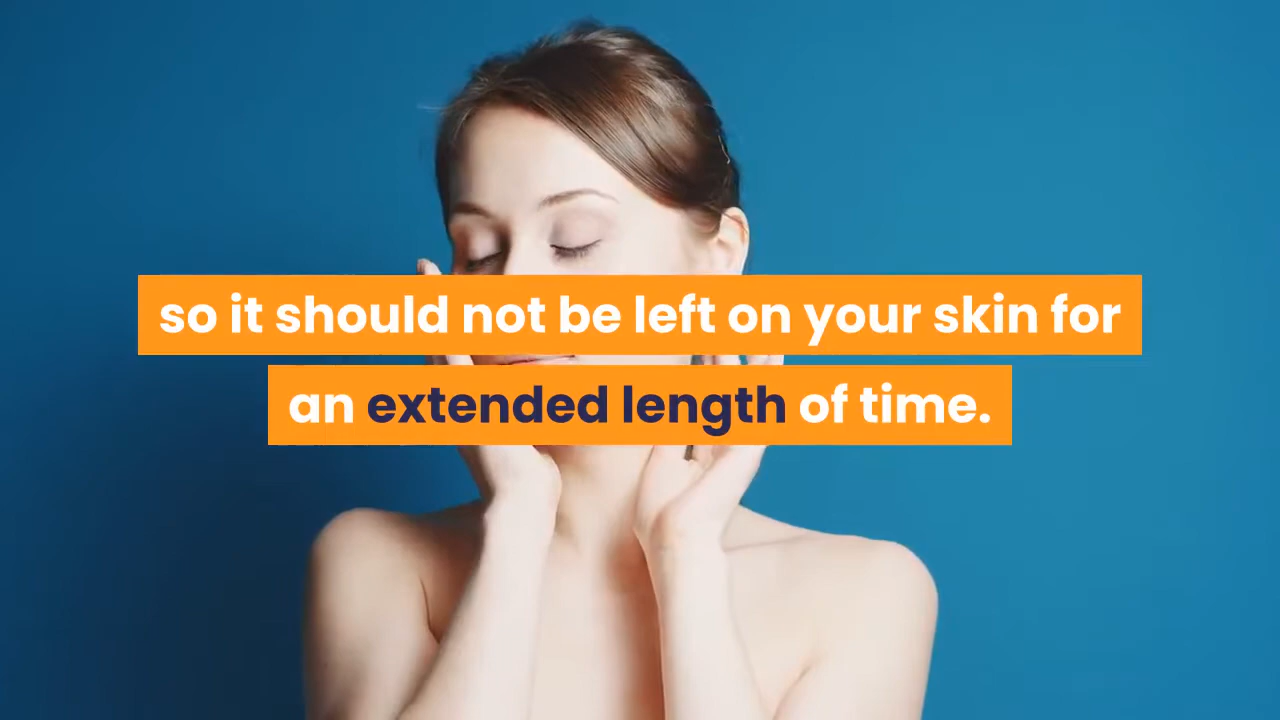 so it should not be left on your skin for
an extended length of time.